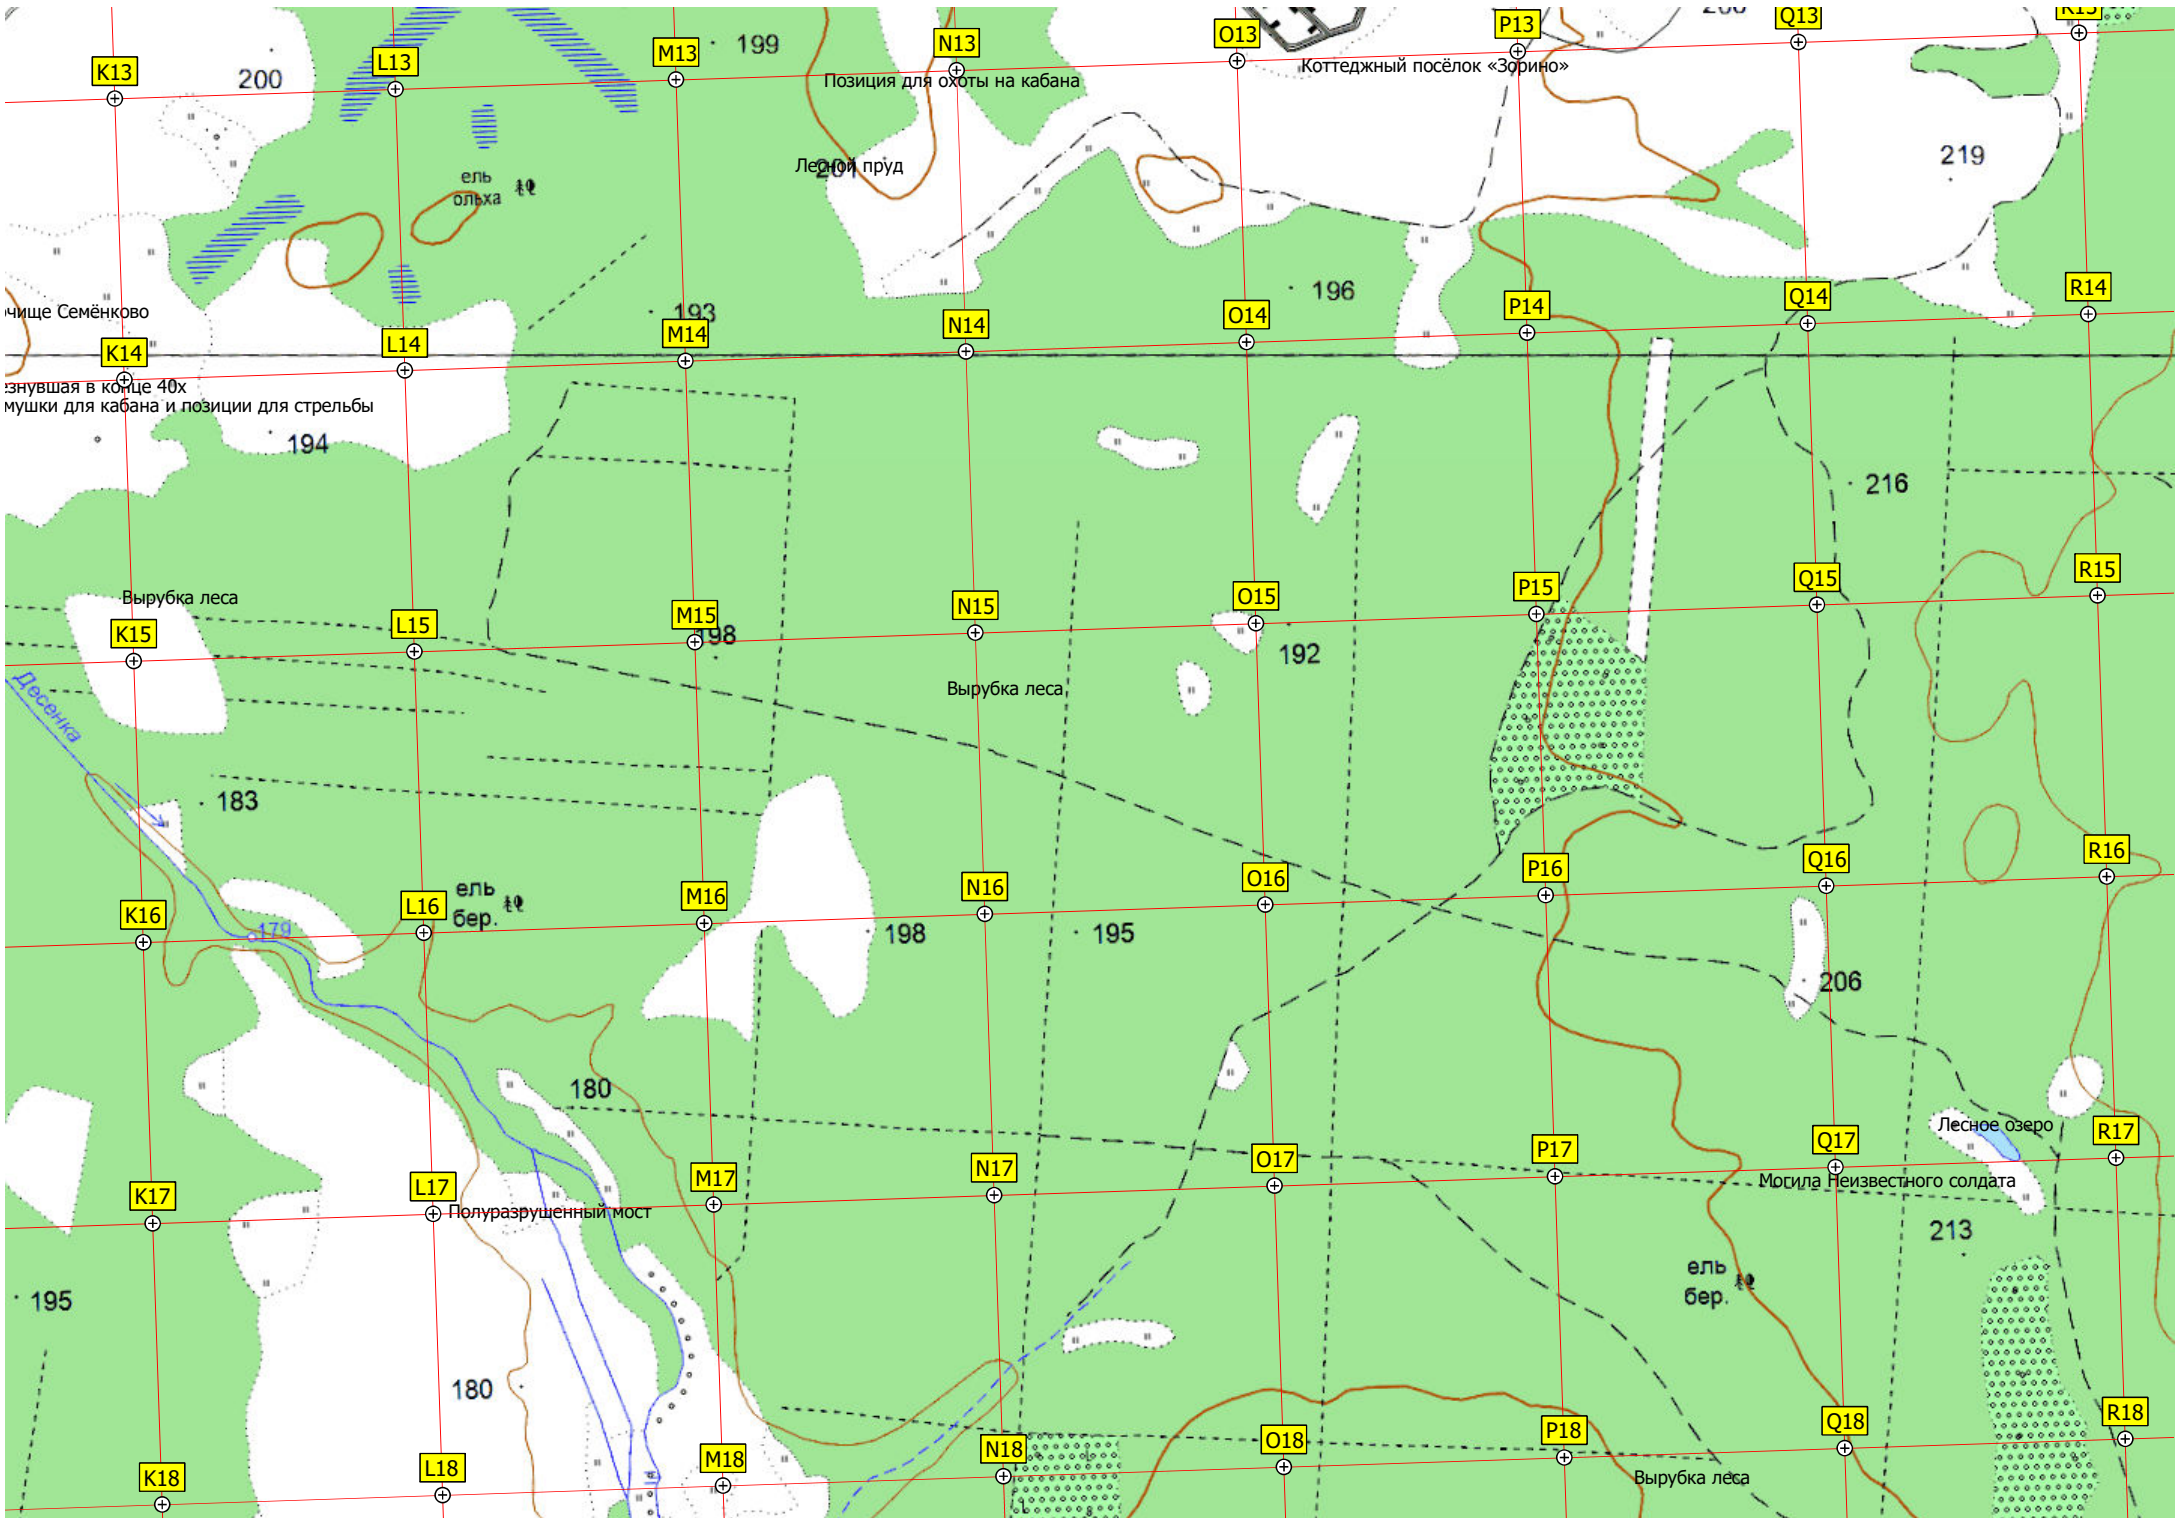 K13
L13
M13
N13
O13
P13
Q13
R13
199
200
Позиция для охоты на кабана
Коттеджный посёлок «Зорино»
201
Лесной пруд
ель
ольха
219
193
196
чище Семёнково
K14
L14
M14
N14
O14
P14
Q14
R14
езнувшая в конце 40х
мушки для кабана и позиции для стрельбы
194
216
Вырубка леса
K15
L15
M15
N15
O15
P15
Q15
R15
198
192
Вырубка леса
Десенка
183
K16
L16
M16
N16
O16
P16
Q16
R16
ель
бер.
179
198
195
206
180
Лесное озеро
K17
L17
M17
N17
O17
P17
Q17
R17
Полуразрушенный мост
Могила Неизвестного солдата
213
ель
бер.
195
180
K18
L18
M18
N18
O18
P18
Q18
R18
Вырубка леса